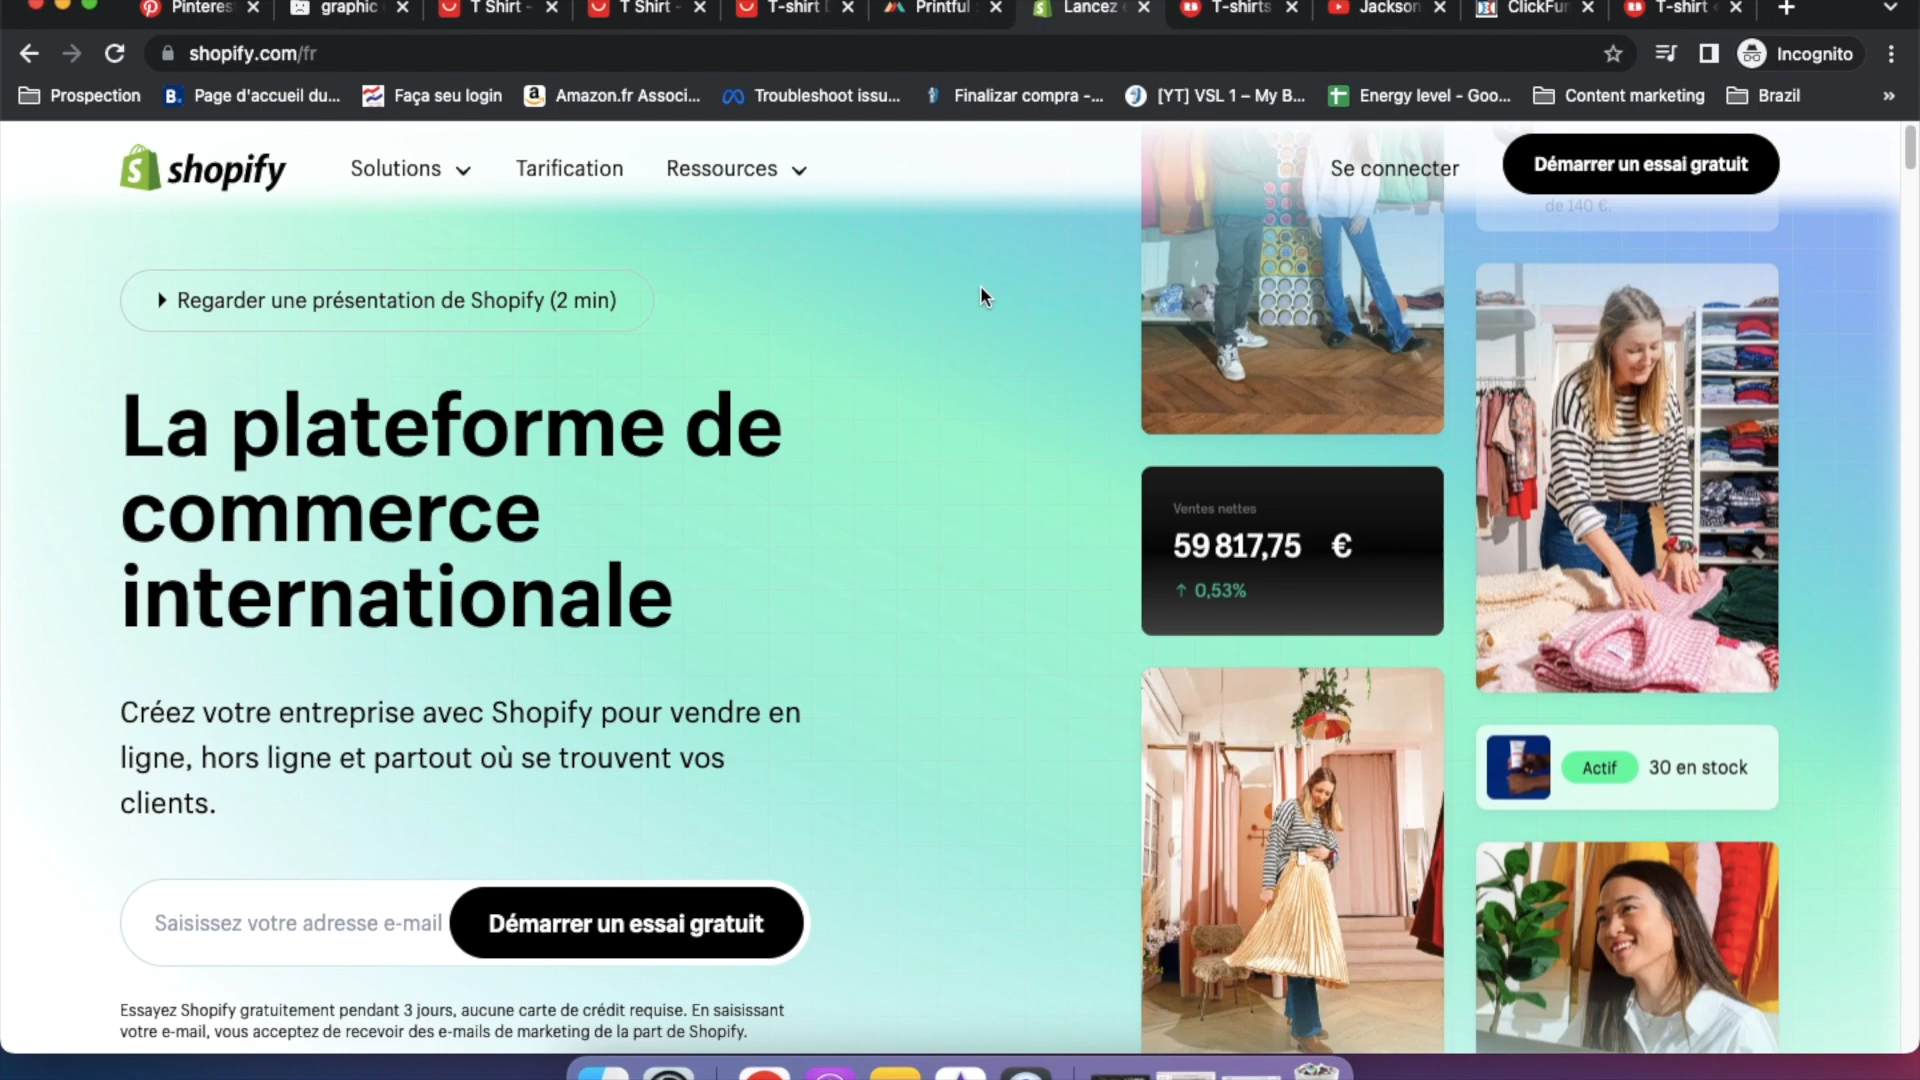 Pinteres
graphic
T Shirt -
T Shirt -
T-shirt
Printful
Lancez
T-shirts
Jackson
ClickFun
T-shirt
shopify.com/fr
Incognito
Prospection
Page d'accueil du...
Faça seu login
Amazon.fr Associ...
Troubleshoot issu...
Finalizar compra -...
[YT] VSL 1 – My B...
Energy level - Goo...
Content marketing
Brazil
»
shopify
Solutions
Tarification
Ressources
Se connecter
Démarrer un essai gratuit
de 140 €.
Regarder une présentation de Shopify (2 min)
La plateforme de
commerce
internationale
Créez votre entreprise avec Shopify pour vendre en
ligne, hors ligne et partout où se trouvent vos
clients.
Saisissez votre adresse e-mail
Démarrer un essai gratuit
Essayez Shopify gratuitement pendant 3 jours, aucune carte de crédit requise. En saisissant
votre e-mail, vous acceptez de recevoir des e-mails de marketing de la part de Shopify.
Ventes nettes
59 817,75 €
↑ 0,53%
Actif
30 en stock